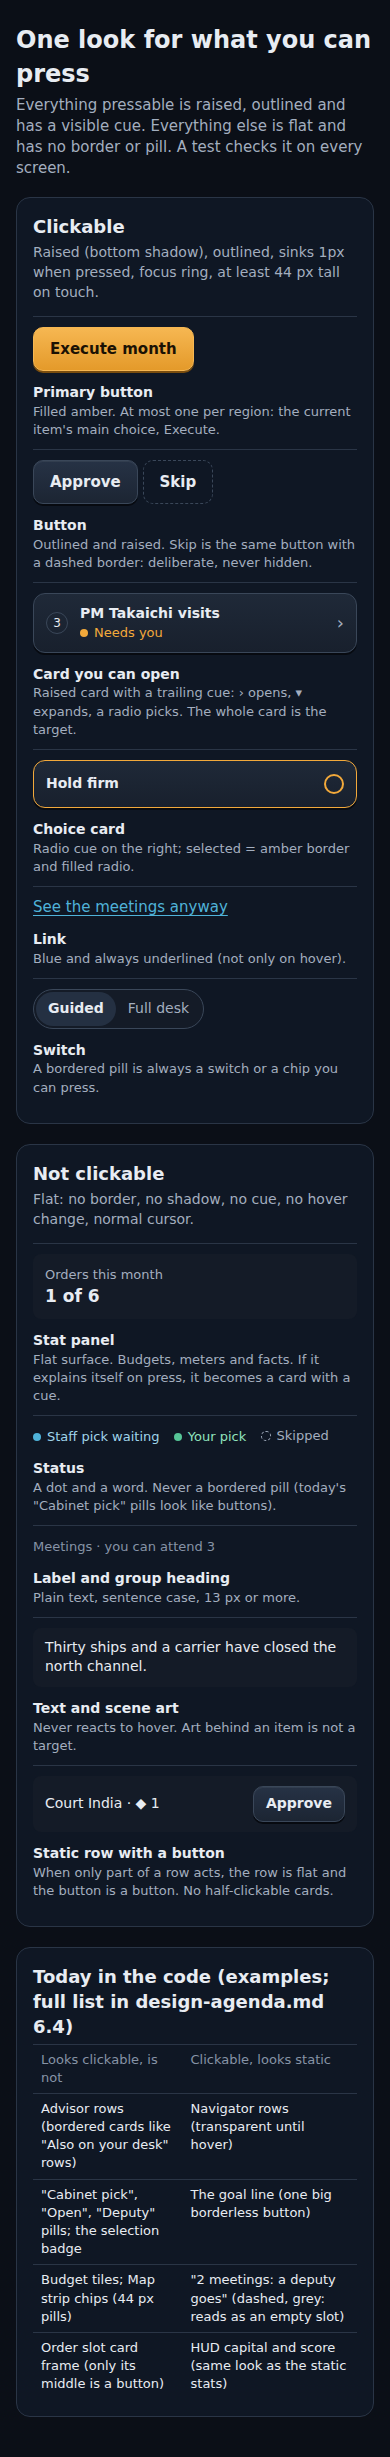 One look for what you can
press
Everything pressable is raised, outlined and
has a visible cue. Everything else is flat and
has no border or pill. A test checks it on every
screen.
Clickable
Raised (bottom shadow), outlined, sinks 1px
when pressed, focus ring, at least 44 px tall
on touch.
Execute month
Primary button
Filled amber. At most one per region: the current
item's main choice, Execute.
Approve Skip
Button
Outlined and raised. Skip is the same button with
a dashed border: deliberate, never hidden.
3 PM Takaichi visits ›
Needs you
Card you can open
Raised card with a trailing cue: › opens, ▾
expands, a radio picks. The whole card is the
target.
Hold firm
Choice card
Radio cue on the right; selected = amber border
and filled radio.
See the meetings anyway
Link
Blue and always underlined (not only on hover).
Guided Full desk
Switch
A bordered pill is always a switch or a chip you
can press.
Not clickable
Flat: no border, no shadow, no cue, no hover
change, normal cursor.
Orders this month
1 of 6
Stat panel
Flat surface. Budgets, meters and facts. If it
explains itself on press, it becomes a card with a
cue.
Staff pick waiting Your pick Skipped
Status
A dot and a word. Never a bordered pill (today's
"Cabinet pick" pills look like buttons).
Meetings · you can attend 3
Label and group heading
Plain text, sentence case, 13 px or more.
Thirty ships and a carrier have closed the
north channel.
Text and scene art
Never reacts to hover. Art behind an item is not a
target.
Court India · ◆ 1 Approve
Static row with a button
When only part of a row acts, the row is flat and
the button is a button. No half-clickable cards.
Today in the code (examples;
full list in design-agenda.md
6.4)
Looks clickable, is
not
Clickable, looks static
Advisor rows
(bordered cards like
"Also on your desk"
rows)
Navigator rows
(transparent until
hover)
"Cabinet pick",
"Open", "Deputy"
pills; the selection
badge
The goal line (one big
borderless button)
Budget tiles; Map
strip chips (44 px
pills)
"2 meetings: a deputy
goes" (dashed, grey:
reads as an empty slot)
Order slot card
frame (only its
middle is a button)
HUD capital and score
(same look as the static
stats)